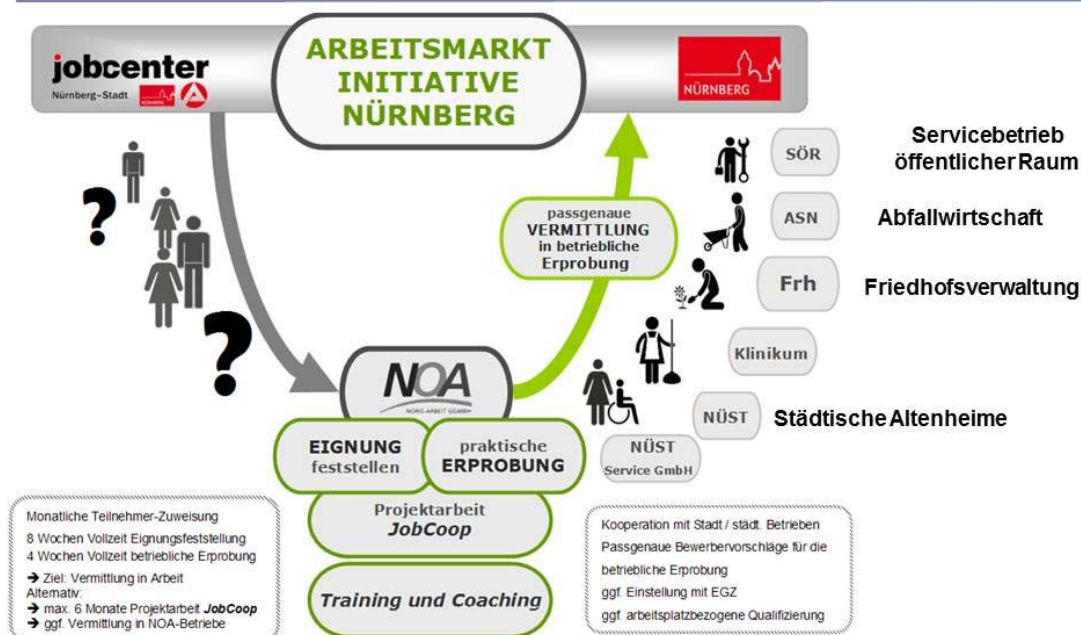 ARBEITSMARKT
INITIATIVE
NÜRNBERG
jobcenter
Nürnberg-Stadt
NÜRNBERG
?
?
passgenaue
VERMITTLUNG
in betriebliche
Erprobung
SÖR
Servicebetrieb
öffentlicher Raum
ASN
Abfallwirtschaft
Frh
Friedhofsverwaltung
Klinikum
NÜST
Städtische Altenheime
NÜST
Service GmbH
NOA
NORIS-ARBEIT GGMBH
EIGNUNG
feststellen
praktische
ERPROBUNG
Projektarbeit
JobCoop
Training und Coaching
Monatliche Teilnehmer-Zuweisung
8 Wochen Vollzeit Eignungsfeststellung
4 Wochen Vollzeit betriebliche Erprobung
➔ Ziel: Vermittlung in Arbeit
Alternativ:
➔ max. 6 Monate Projektarbeit JobCoop
➔ ggf. Vermittlung in NOA-Betriebe
Kooperation mit Stadt / städt. Betrieben
Passgenaue Bewerbervorschläge für die
betriebliche Erprobung
ggf. Einstellung mit EGZ
ggf. arbeitsplatzbezogene Qualifizierung